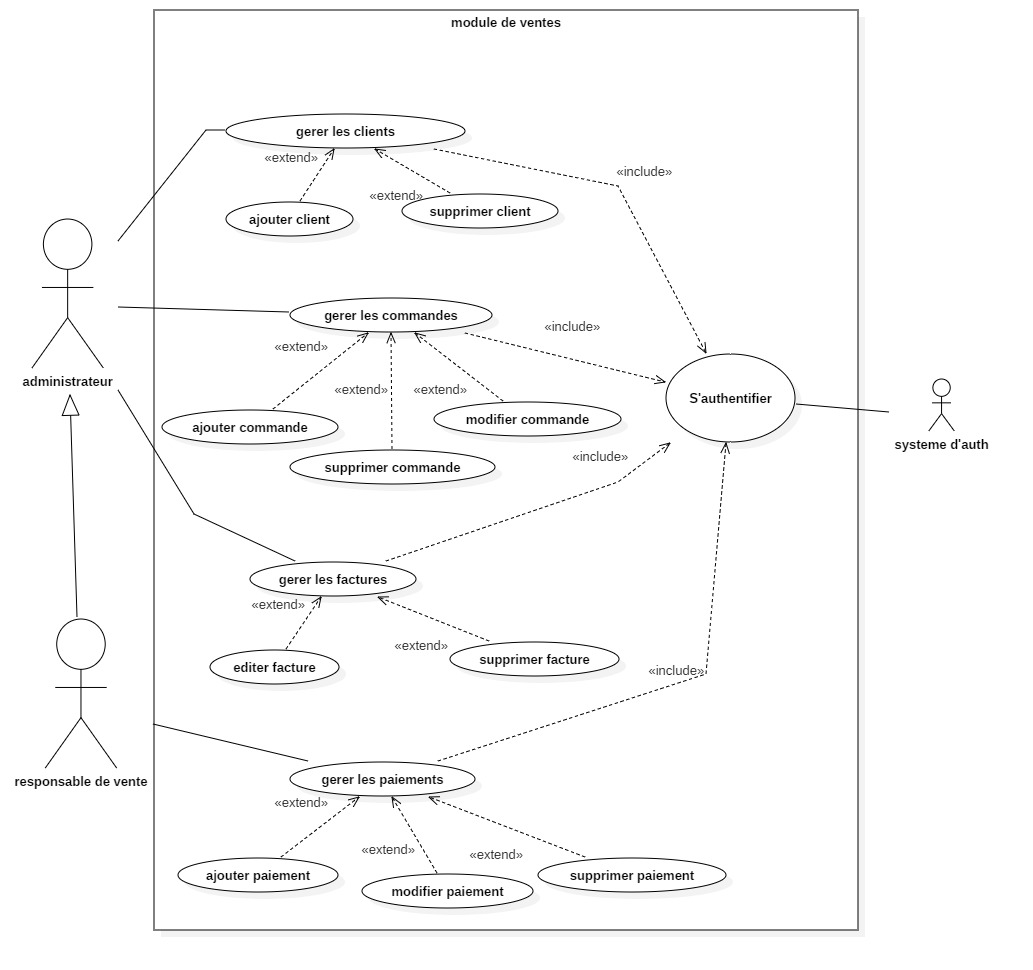 module de ventes
gerer les clients
«extend»
«include»
«extend»
ajouter client
supprimer client
gerer les commandes
«include»
«extend»
administrateur
«extend»
«extend»
S'authentifier
ajouter commande
modifier commande
systeme d'auth
supprimer commande
«include»
gerer les factures
«extend»
«extend»
editer facture
supprimer facture
«include»
responsable de vente
gerer les paiements
«extend»
«extend»
«extend»
ajouter paiement
modifier paiement
supprimer paiement